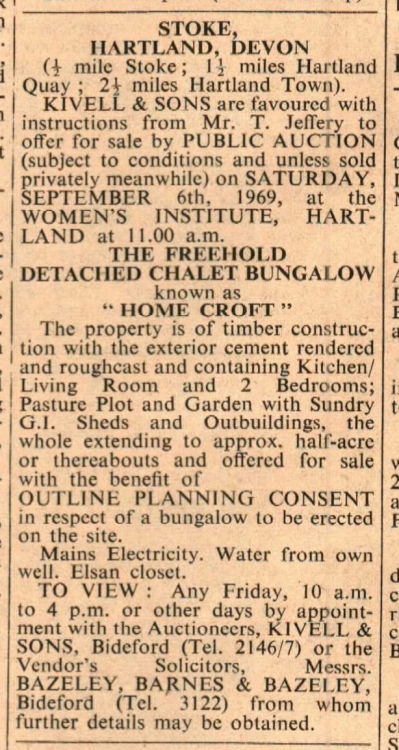 STOKE,
HARTLAND, DEVON
(½ mile Stoke; 1½ miles Hartland
Quay; 2½ miles Hartland Town).
KIVELL & SONS are favoured with
instructions from Mr. T. Jeffery to
offer for sale by PUBLIC AUCTION
(subject to conditions and unless sold
privately meanwhile) on SATURDAY,
SEPTEMBER 6th, 1969, at the
WOMEN'S INSTITUTE, HART-
LAND at 11.00 a.m.
THE FREEHOLD
DETACHED CHALET BUNGALOW
known as
" HOME CROFT "
The property is of timber construc-
tion with the exterior cement rendered
and roughcast and containing Kitchen/
Living Room and 2 Bedrooms;
Pasture Plot and Garden with Sundry
G.I. Sheds and Outbuildings, the
whole extending to approx. half-acre
or thereabouts and offered for sale
with the benefit of
OUTLINE PLANNING CONSENT
in respect of a bungalow to be erected
on the site.
Mains Electricity. Water from own
well. Elsan closet.
TO VIEW : Any Friday, 10 a.m.
to 4 p.m. or other days by appoint-
ment with the Auctioneers, KIVELL &
SONS, Bideford (Tel. 2146/7) or the
Vendor's Solicitors, Messrs.
BAZELEY, BARNES & BAZELEY,
Bideford (Tel. 3122) from whom
further details may be obtained.